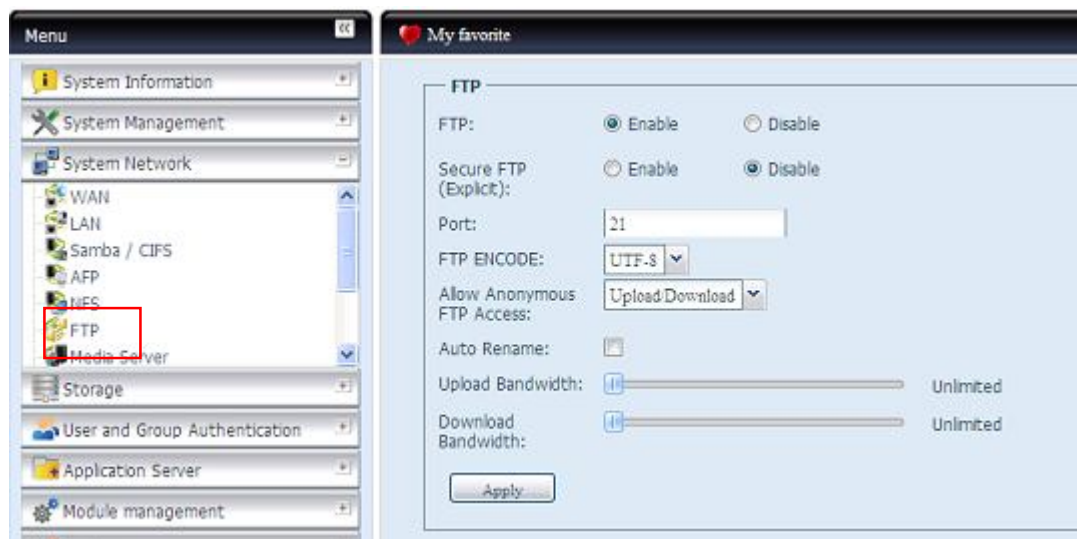 Menu
My favorite
System Information
System Management
System Network
WAN
LAN
Samba / CIFS
AFP
NFS
FTP
Media Server
Storage
User and Group Authentication
Application Server
Module management
FTP
FTP: Enable Disable
Secure FTP Enable Disable
(Explicit):
Port: 21
FTP ENCODE: UTF-8
Allow Anonymous Upload/Download
FTP Access:
Auto Rename:
Upload Bandwidth: Unlimited
Download Unlimited
Bandwidth:
Apply